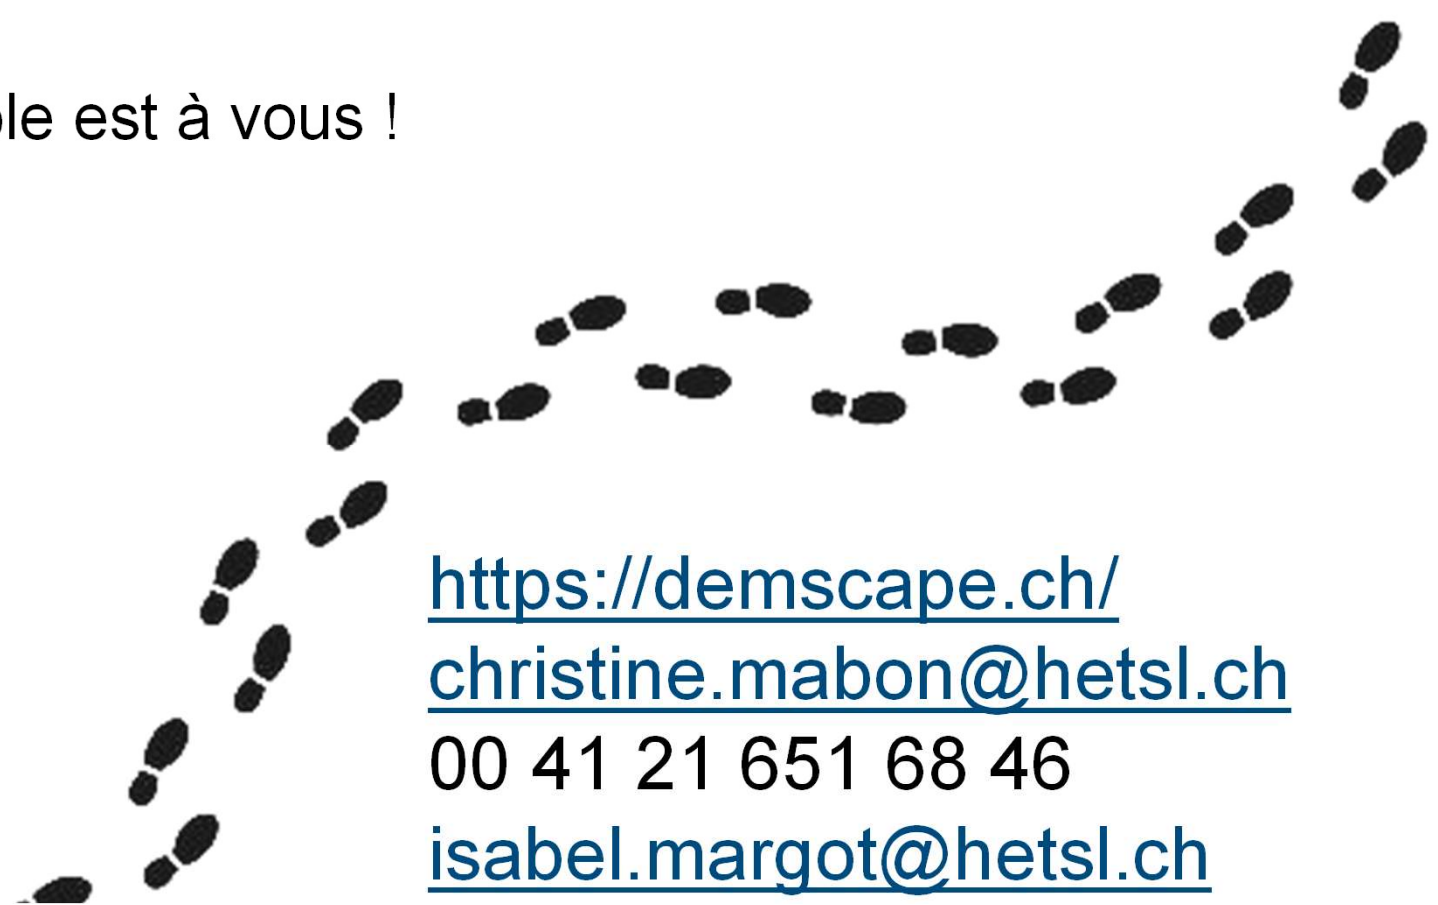 est à vous !
https://demscape.ch/
christine.mabon@hetsl.ch
00 41 21 651 68 46
isabel.margot@hetsl.ch